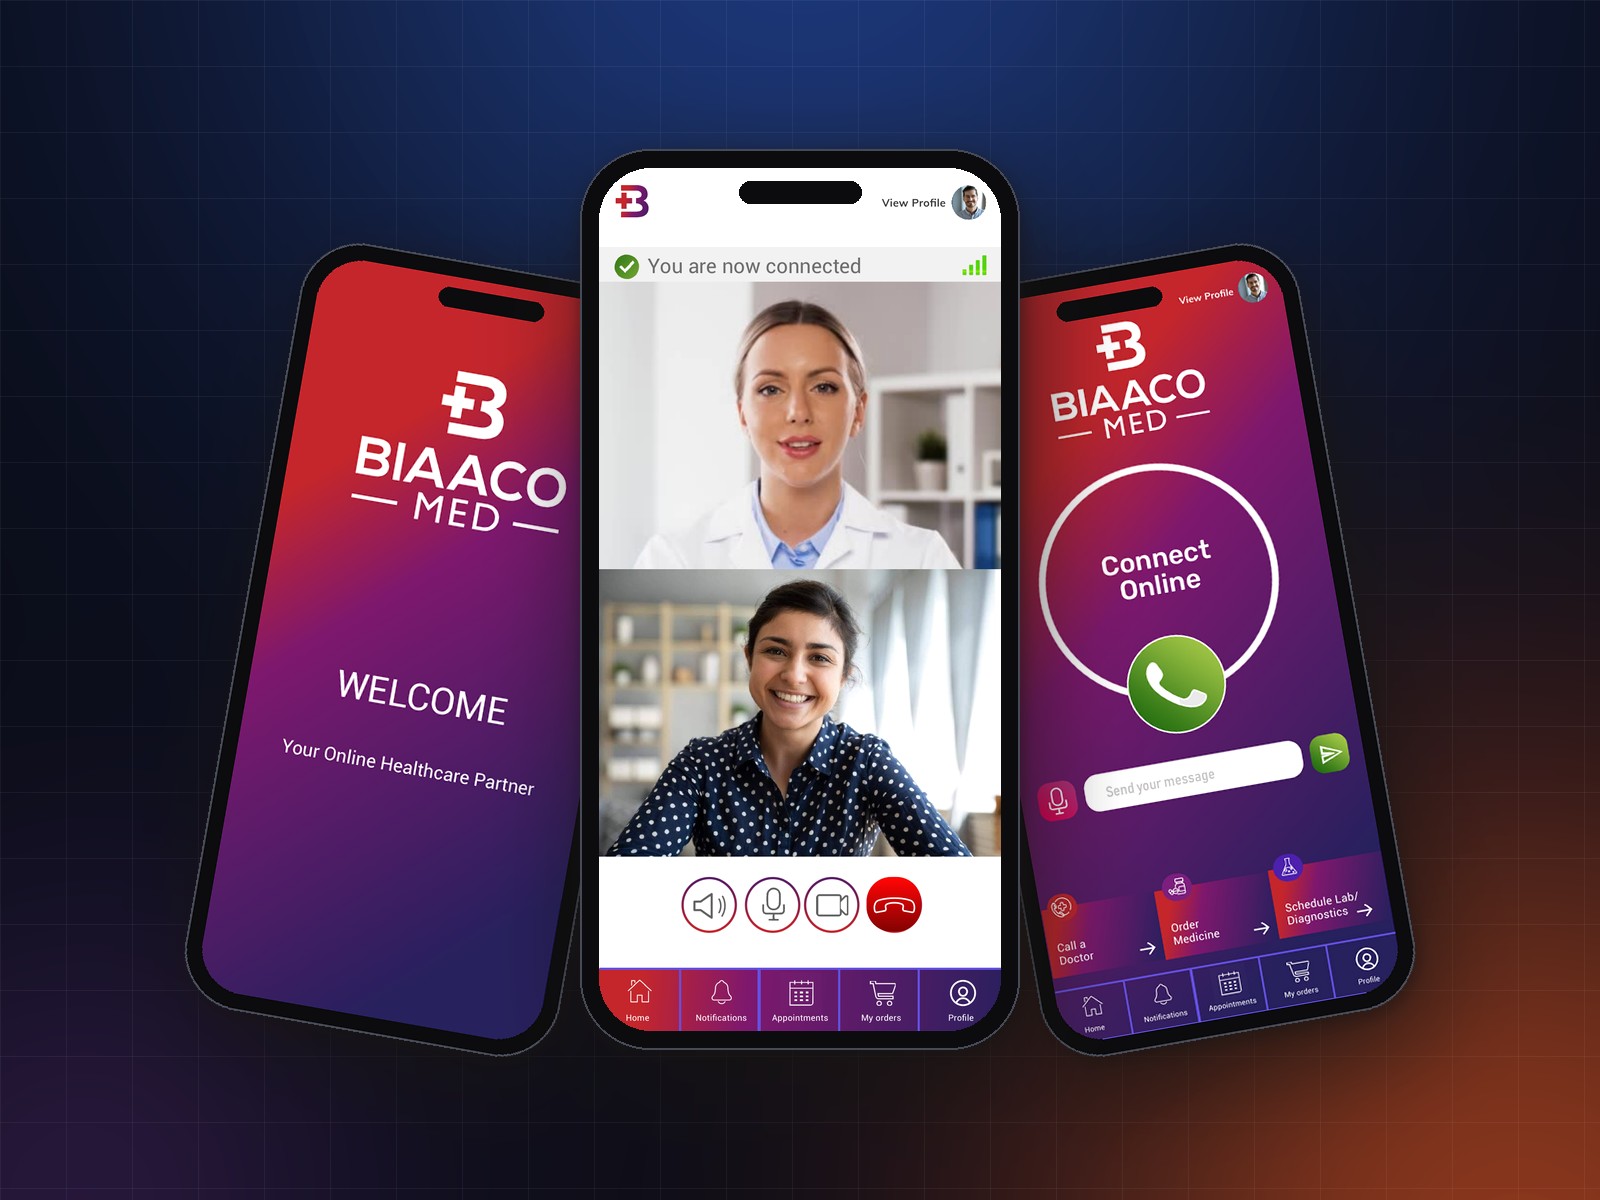 BIAACO
MED
WELCOME
Your Online Healthcare Partner
View Profile
You are now connected
Home
Notifications
Appointments
My orders
Profile
View Profile
BIAACO
MED
Connect
Online
Send your message
Call a
Doctor
Order
Medicine
Schedule Lab/
Diagnostics
Home
Notifications
Appointments
My orders
Profile